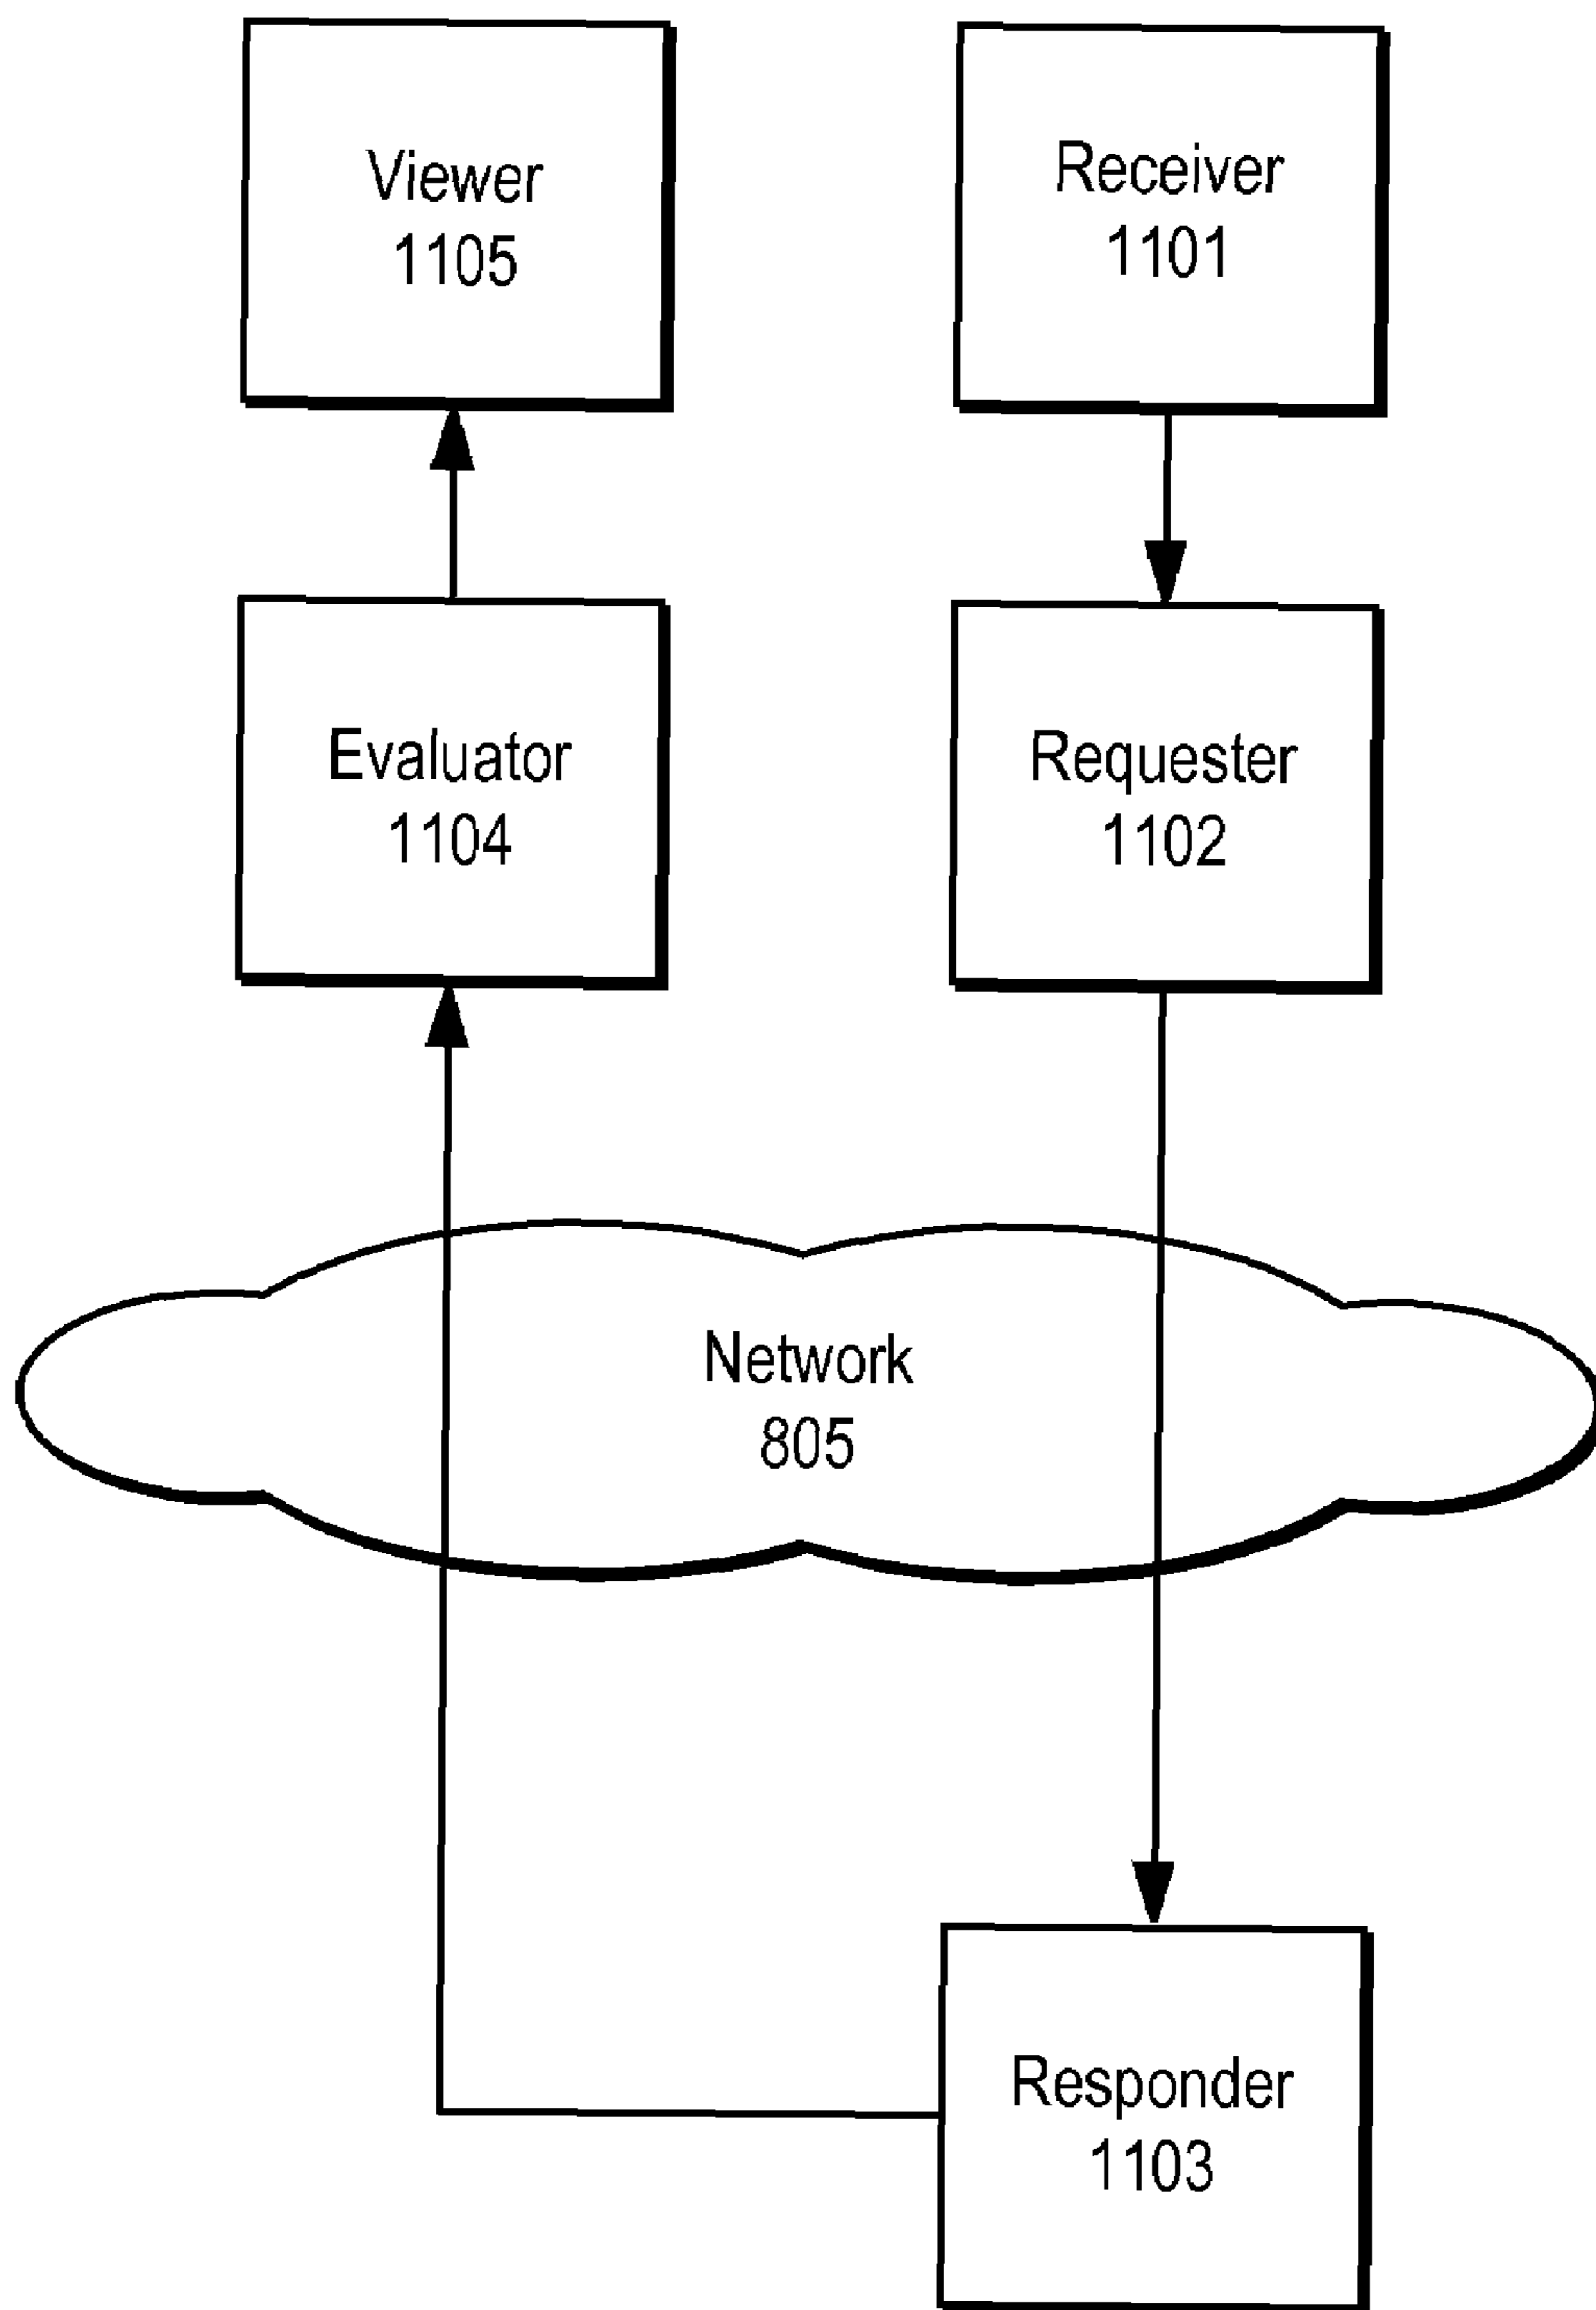 Viewer
1105
Receiver
1101
Evaluator
1104
Requester
1102
Network
805
Responder
1103